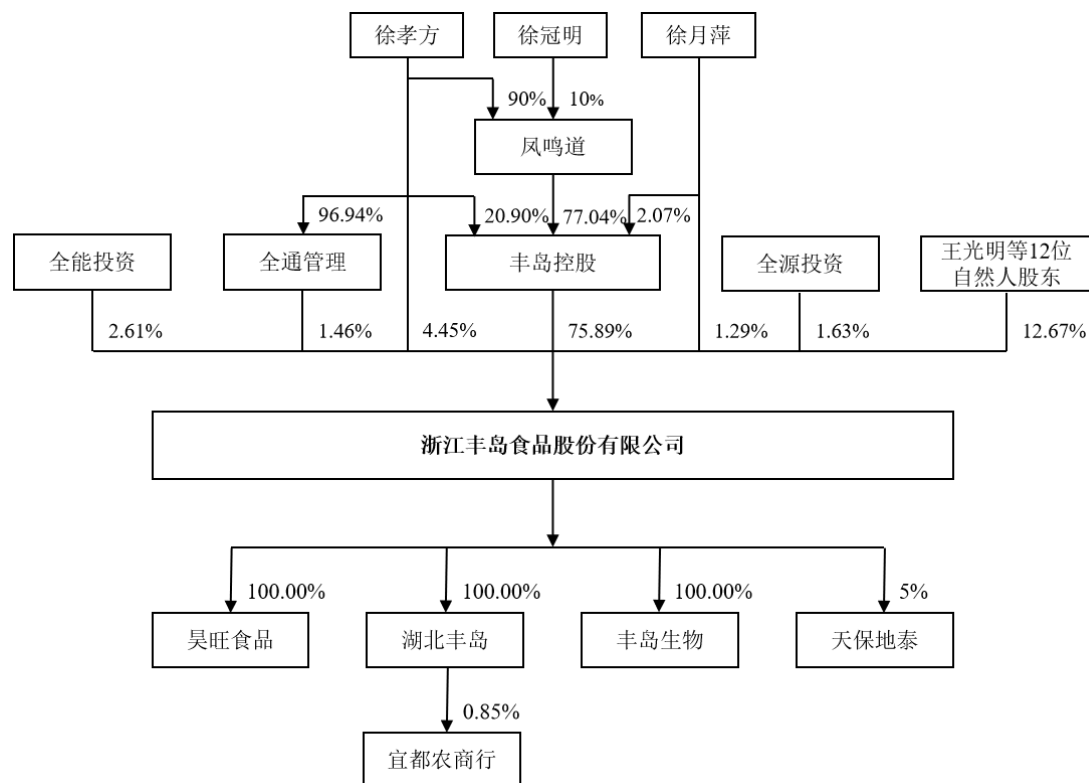 徐孝方
徐冠明
徐月萍
90%
10%
凤鸣道
96.94%
20.90%
77.04%
2.07%
全能投资
全通管理
丰岛控股
全源投资
王光明等12位
自然人股东
2.61%
1.46%
4.45%
75.89%
1.29%
1.63%
12.67%
浙江丰岛食品股份有限公司
100.00%
100.00%
100.00%
5%
昊旺食品
湖北丰岛
丰岛生物
天保地泰
0.85%
宜都农商行